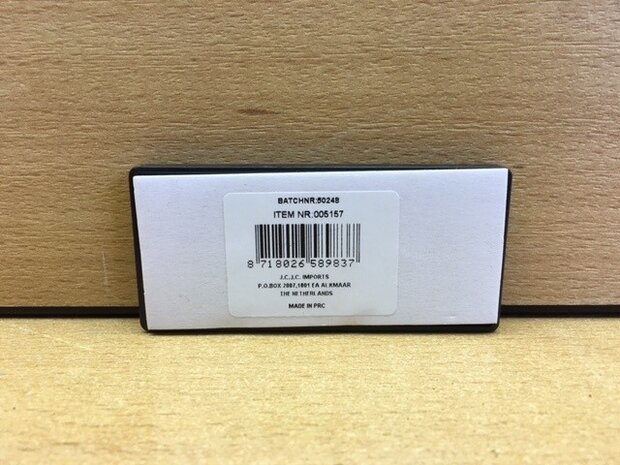 BATCHNR:50248
ITEM NR.005157
8 718026 589837
J.C.J.C. IMPORTS
P.O.BOX 2007,1801 EA ALKMAAR
THE NETHERLANDS
MADE IN PRC